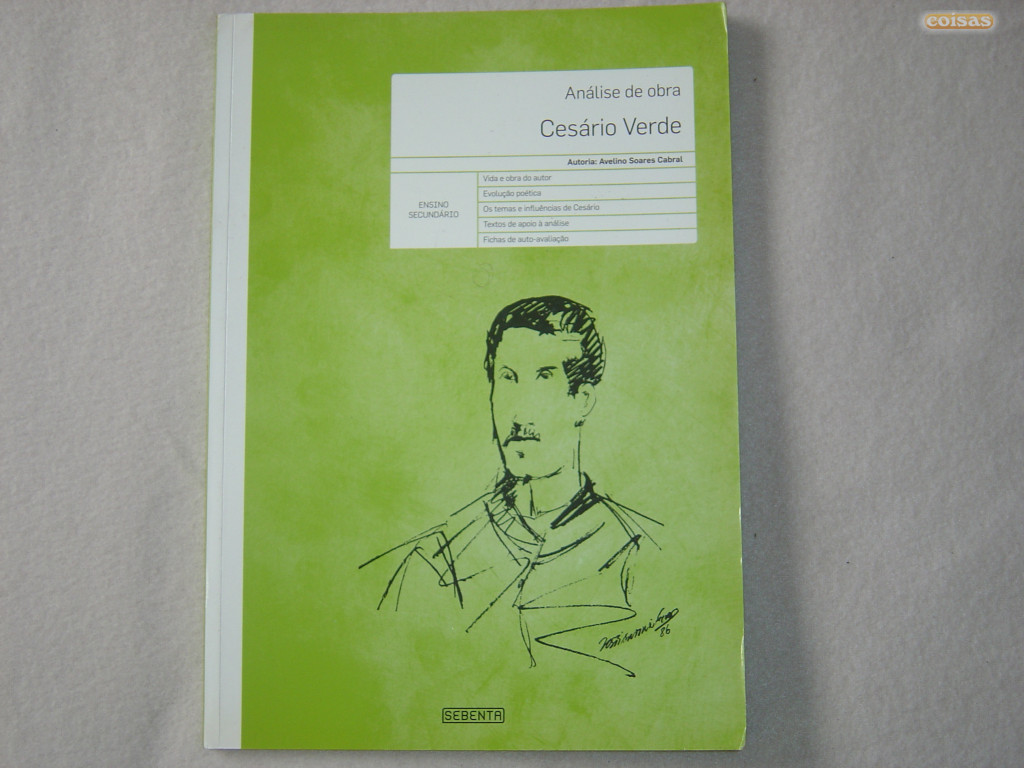 coisas
Análise de obra
Cesário Verde
Autoria: Avelino Soares Cabral
ENSINO
SECUNDÁRIO
Vida e obra do autor
Evolução poética
Os temas e influências de Cesário
Textos de apoio à análise
Fichas de auto-avaliação
86
SEBENTA